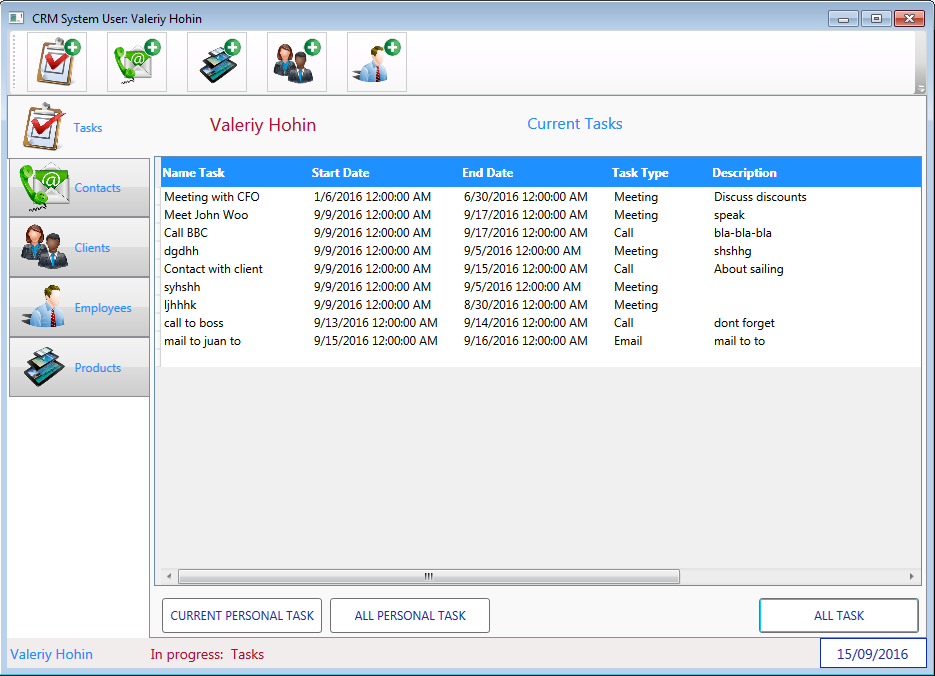 CRM System User: Valeriy Hohin
Tasks
Valeriy Hohin
Current Tasks
Contacts
Clients
Employees
Products
Name Task Start Date End Date Task Type Description
Meeting with CFO 1/6/2016 12:00:00 AM 6/30/2016 12:00:00 AM Meeting Discuss discounts
Meet John Woo 9/9/2016 12:00:00 AM 9/17/2016 12:00:00 AM Meeting speak
Call BBC 9/9/2016 12:00:00 AM 9/17/2016 12:00:00 AM Call bla-bla-bla
dgdhh 9/9/2016 12:00:00 AM 9/5/2016 12:00:00 AM Meeting shshhg
Contact with client 9/9/2016 12:00:00 AM 9/15/2016 12:00:00 AM Call About sailing
syhshh 9/9/2016 12:00:00 AM 9/5/2016 12:00:00 AM Meeting
ljhhhk 9/9/2016 12:00:00 AM 8/30/2016 12:00:00 AM Meeting
call to boss 9/13/2016 12:00:00 AM 9/14/2016 12:00:00 AM Call dont forget
mail to juan to 9/15/2016 12:00:00 AM 9/16/2016 12:00:00 AM Email mail to to
CURRENT PERSONAL TASK ALL PERSONAL TASK ALL TASK
Valeriy Hohin In progress: Tasks 15/09/2016